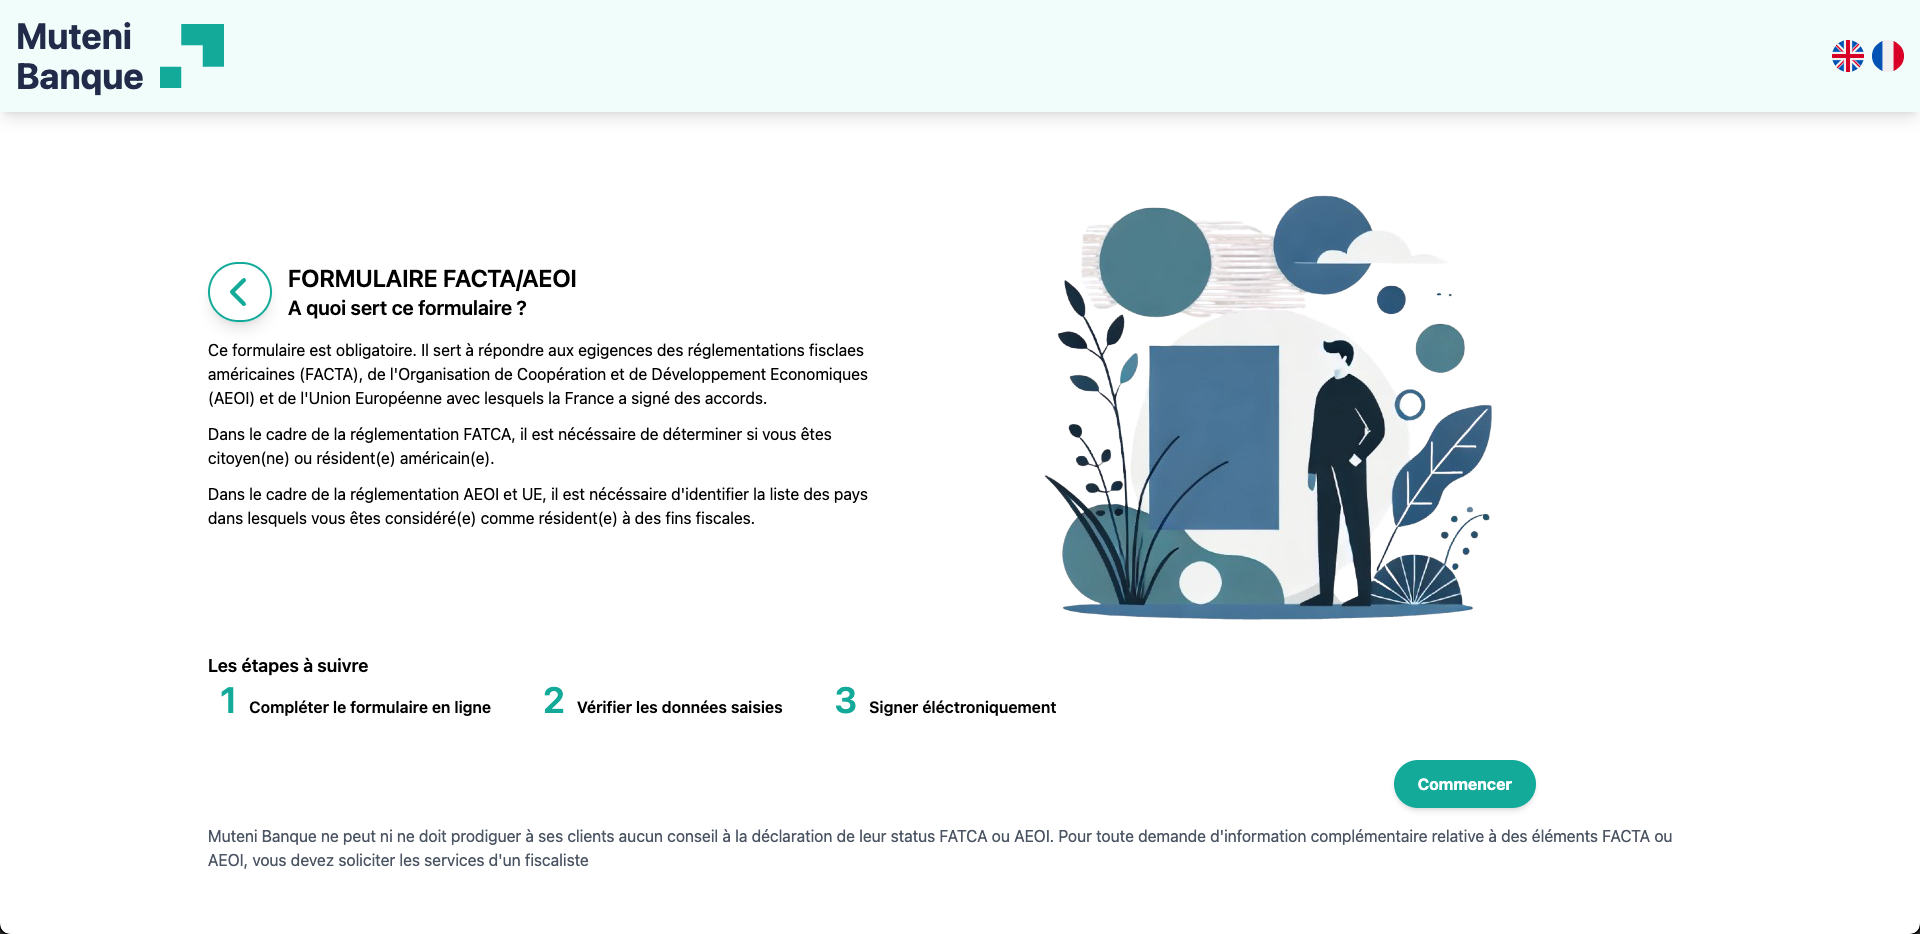 Muteni
Banque
FORMULAIRE FACTA/AEOI
A quoi sert ce formulaire ?
Ce formulaire est obligatoire. Il sert à répondre aux egigences des réglementations fisclaes
américaines (FACTA), de l'Organisation de Coopération et de Développement Economiques
(AEOI) et de l'Union Européenne avec lesquels la France a signé des accords.
Dans le cadre de la réglementation FATCA, il est nécéssaire de déterminer si vous êtes
citoyen(ne) ou résident(e) américain(e).
Dans le cadre de la réglementation AEOI et UE, il est nécéssaire d'identifier la liste des pays
dans lesquels vous êtes considéré(e) comme résident(e) à des fins fiscales.
Les étapes à suivre
1 Compléter le formulaire en ligne 2 Vérifier les données saisies 3 Signer éléctroniquement
Commencer
Muteni Banque ne peut ni ne doit prodiguer à ses clients aucun conseil à la déclaration de leur status FATCA ou AEOI. Pour toute demande d'information complémentaire relative à des éléments FACTA ou
AEOI, vous devez soliciter les services d'un fiscaliste